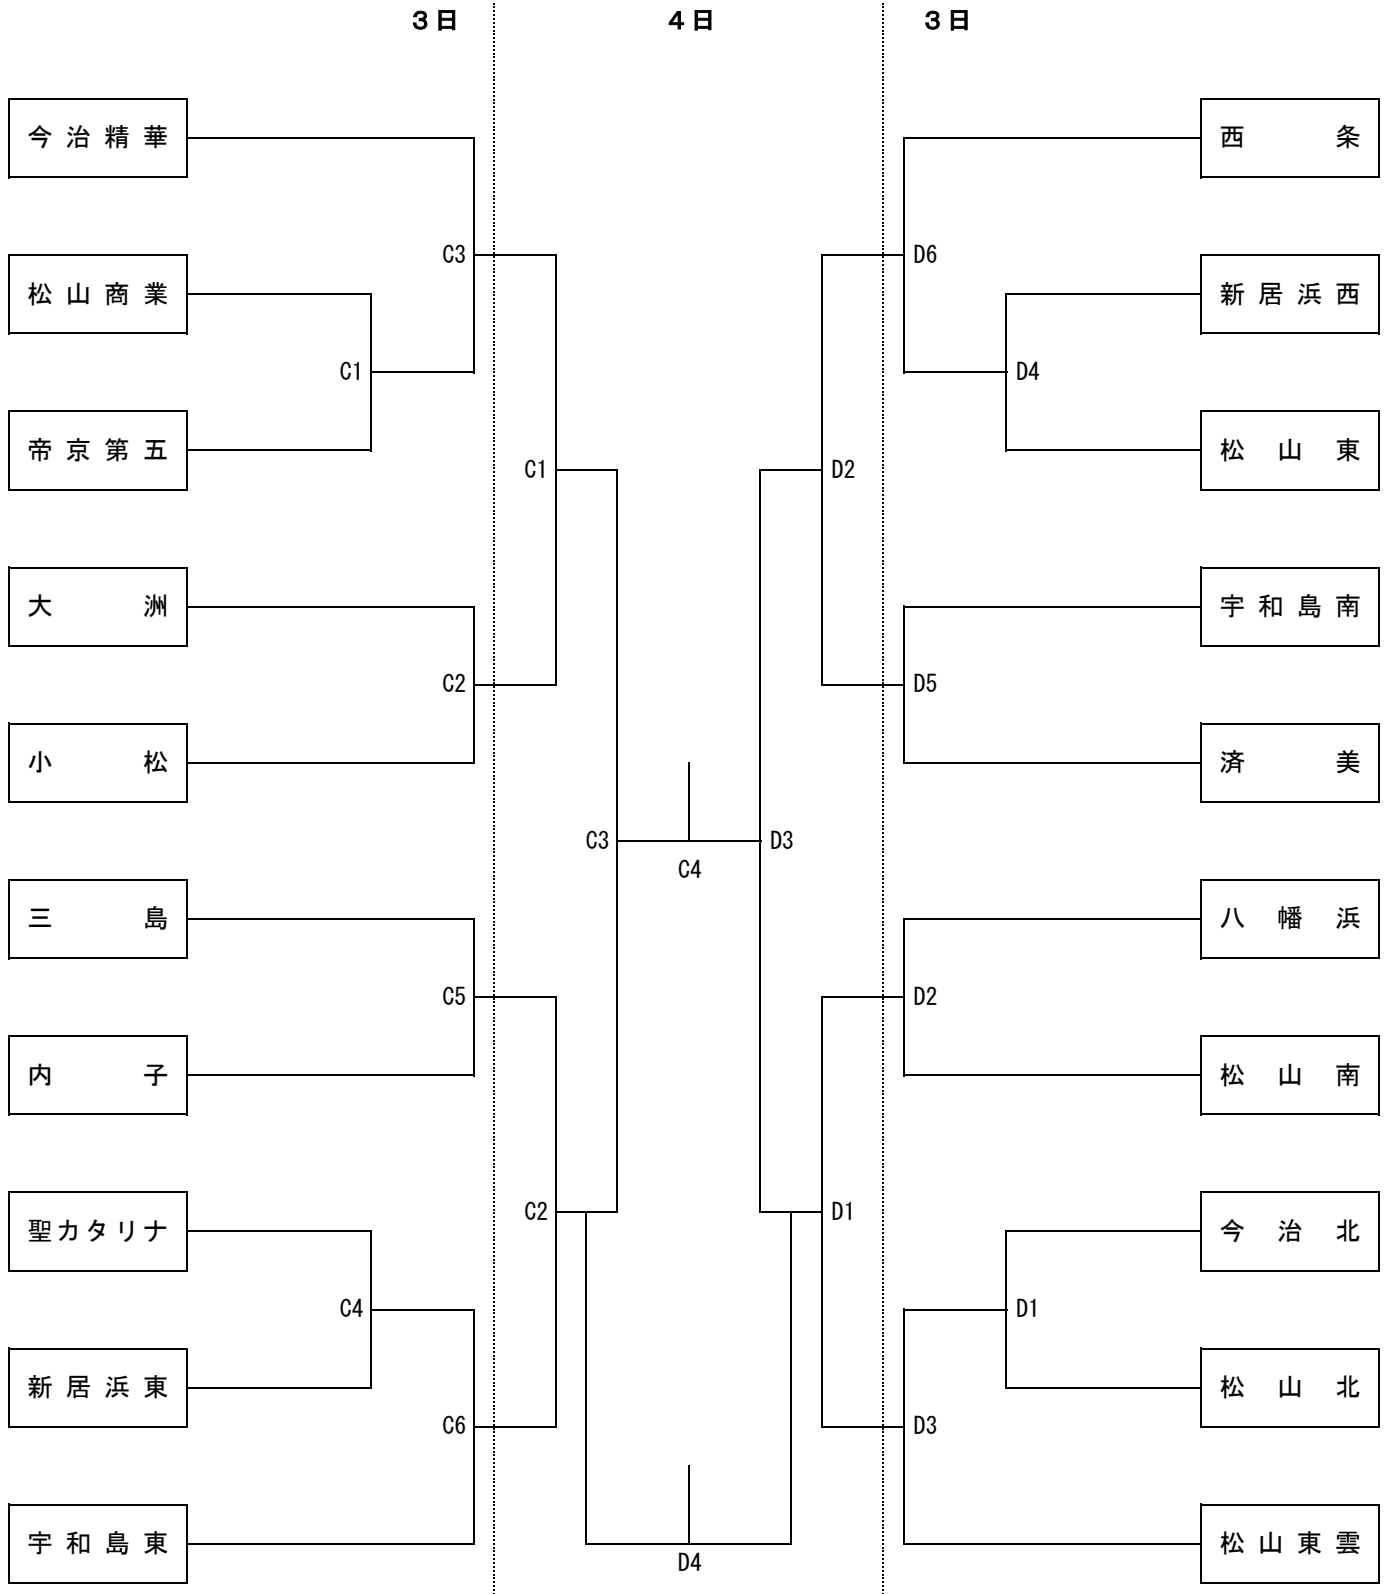 ３日 ４日 ３日
今治精華 西条
C3 D6
松山商業 新居浜西
C1 D4
帝京第五 松山東
C1 D2
大洲 宇和島南
C2 D5
小松 済美
C3 D3
C4
三島 八幡浜
C5 D2
内子 松山南
C2 D1
聖カタリナ 今治北
C4 D1
新居浜東 松山北
C6 D3
宇和島東 松山東雲
D4